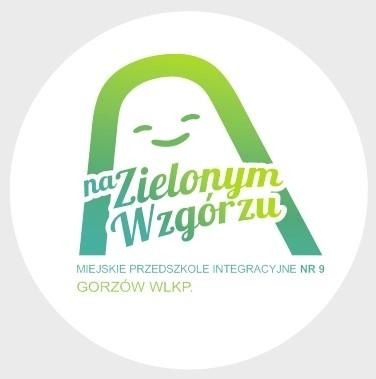 na Zielonym
Wzgórzu
MIEJSKIE PRZEDSZKOLE INTEGRACYJNE NR 9
GORZÓW WLKP.